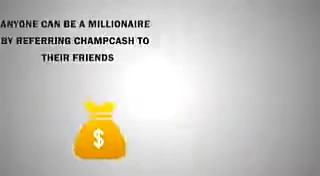 ANYONE CAN BE A MILLIONAIRE
BY REFERRING CHAMPCASH TO
THEIR FRIENDS
$